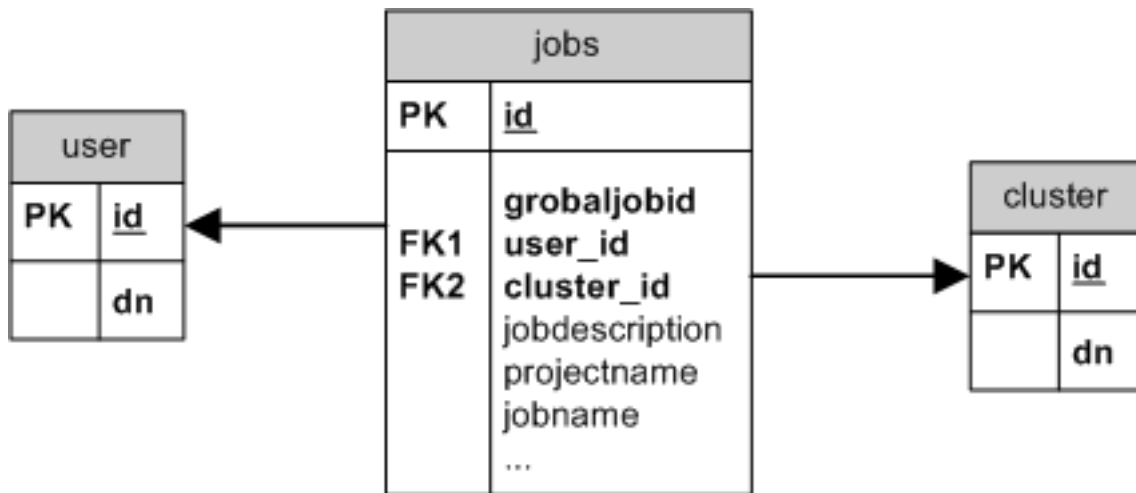 user
PK id
dn
jobs
PK id
grobaljobid
FK1 user_id
FK2 cluster_id
jobdescription
projectname
jobname
...
cluster
PK id
dn